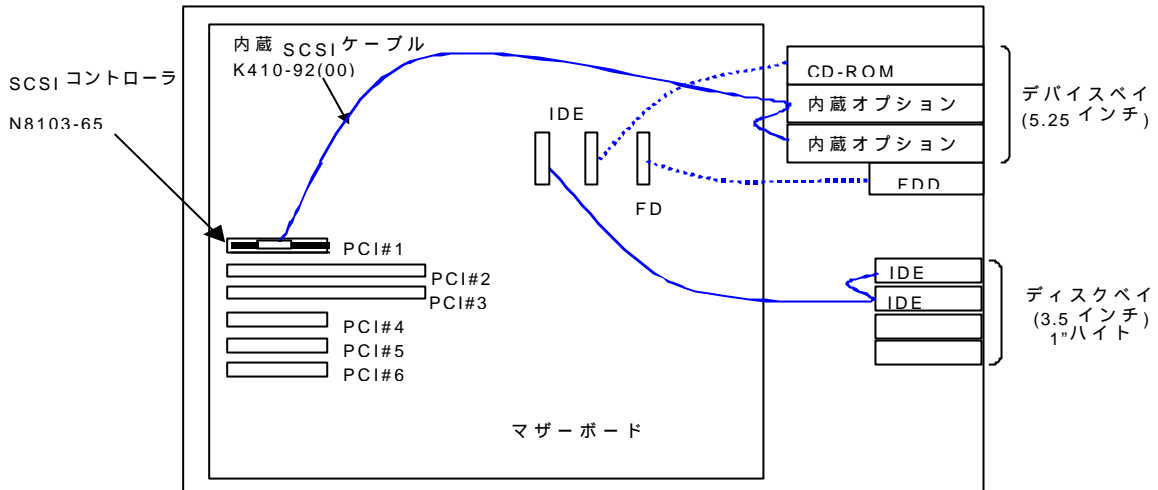 内蔵 SCSI ケーブル
K410-92(00)
SCSI コントローラ
N8103-65
IDE
FD
CD-ROM
内蔵オプション
内蔵オプション
FDD
デバイスベイ
(5.25 インチ)
PCI#1
PCI#2
PCI#3
PCI#4
PCI#5
PCI#6
IDE
IDE
ディスクベイ
(3.5 インチ)
1”ハイト
マザーボード